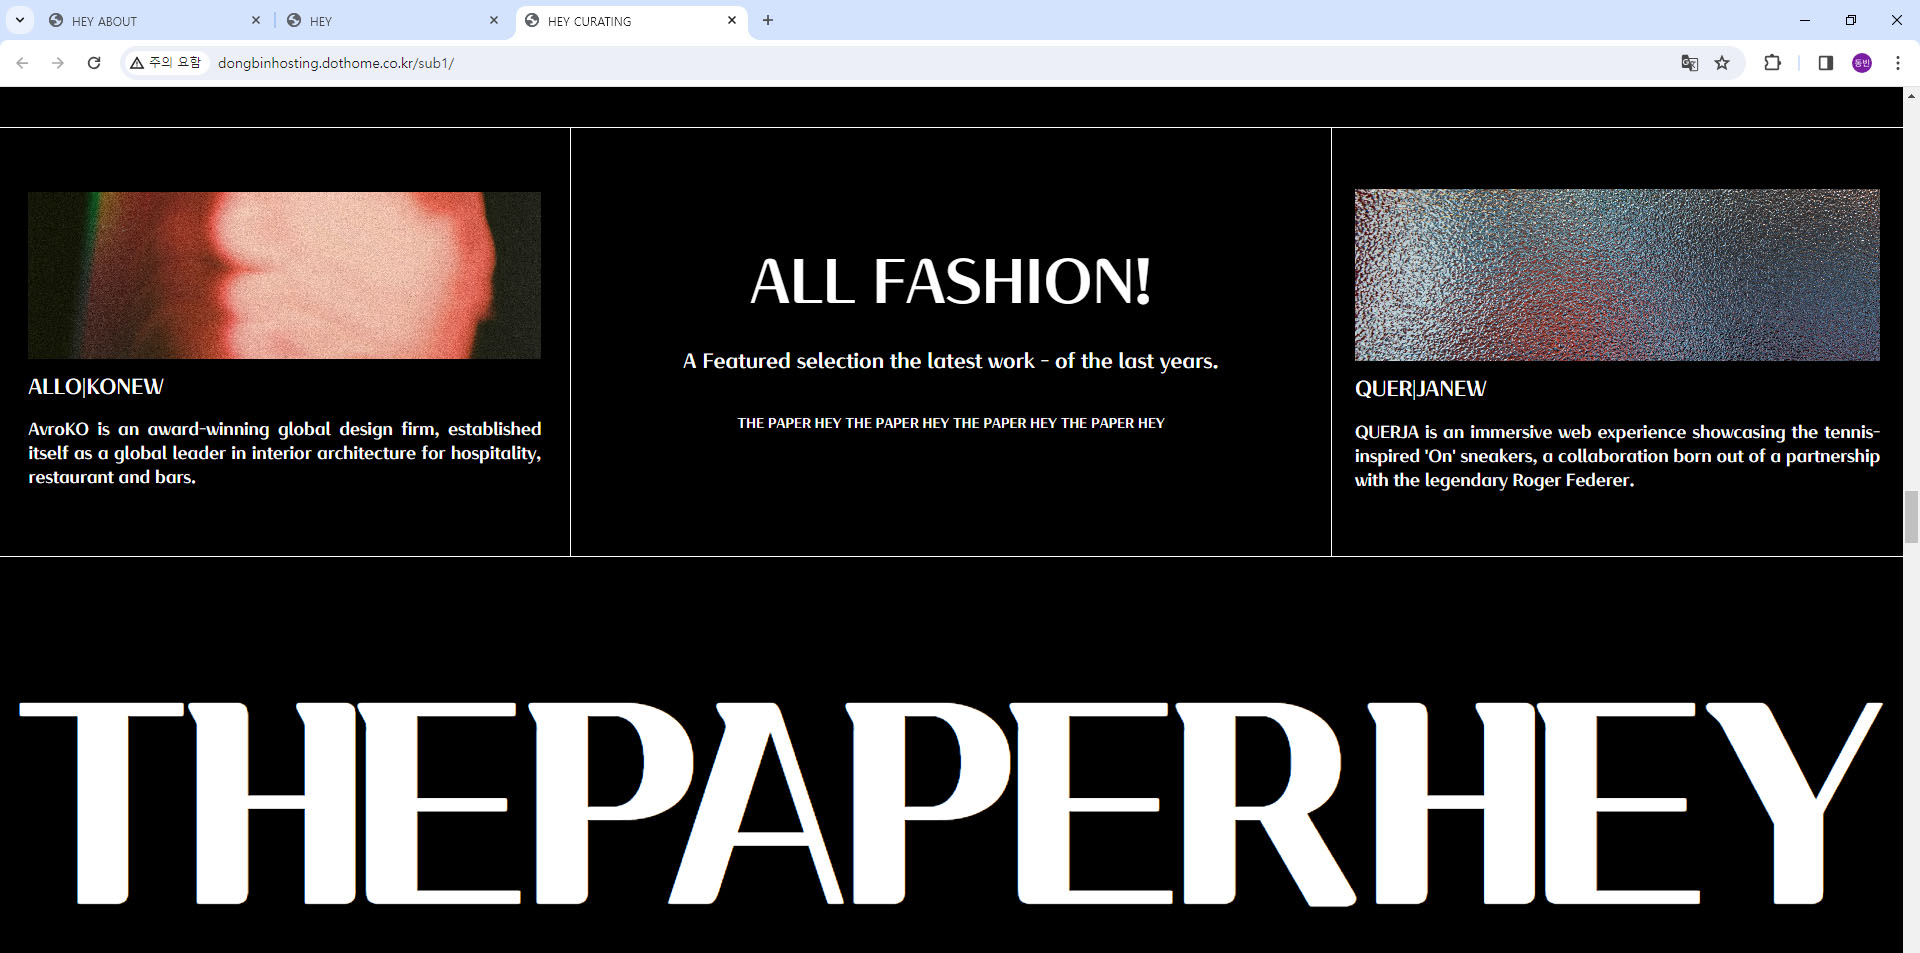 HEY ABOUT
HEY
HEY CURATING
주의 요함
dongbinhosting.dothome.co.kr/sub1/
동빈
ALLO|KONEW
AvroKO is an award-winning global design firm, established
itself as a global leader in interior architecture for hospitality,
restaurant and bars.
ALL FASHION!
A Featured selection the latest work - of the last years.
THE PAPER HEY THE PAPER HEY THE PAPER HEY THE PAPER HEY
QUER|JANEW
QUERJA is an immersive web experience showcasing the tennis-
inspired 'On' sneakers, a collaboration born out of a partnership
with the legendary Roger Federer.
THEPAPERHEY